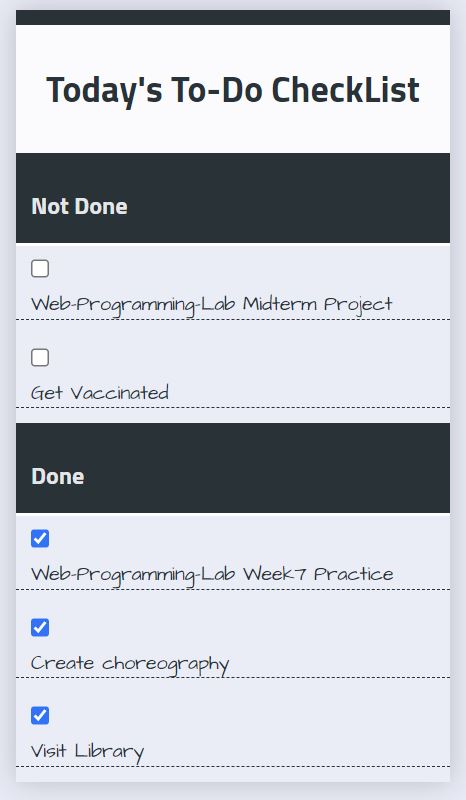 Today's To-Do CheckList
Not Done
Web-Programming-Lab Midterm Project
Get Vaccinated
Done
Web-Programming-Lab Week7 Practice
Create choreography
Visit Library